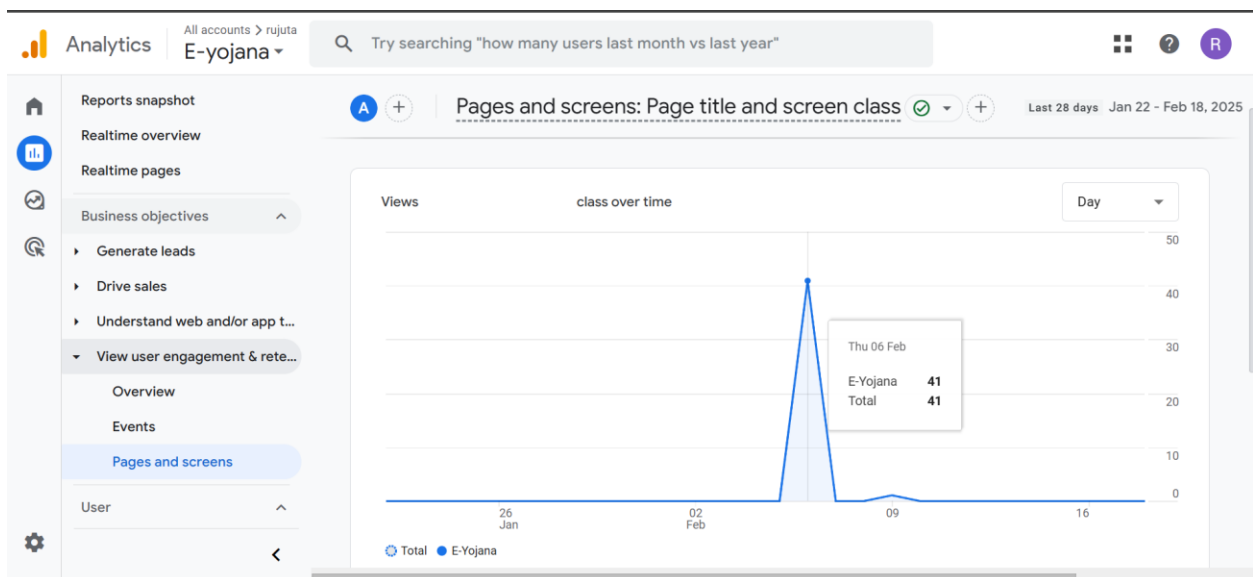 Analytics
All accounts > rujuta
E-yojana
Try searching "how many users last month vs last year"
R
Reports snapshot
Realtime overview
Realtime pages
Business objectives
Generate leads
Drive sales
Understand web and/or app t...
View user engagement & rete...
Overview
Events
Pages and screens
User
A
Pages and screens: Page title and screen class
Last 28 days Jan 22 - Feb 18, 2025
Views class over time
Day
50
40
30
20
10
0
Thu 06 Feb
E-Yojana 41
Total 41
26
Jan
02
Feb
09
16
Total E-Yojana